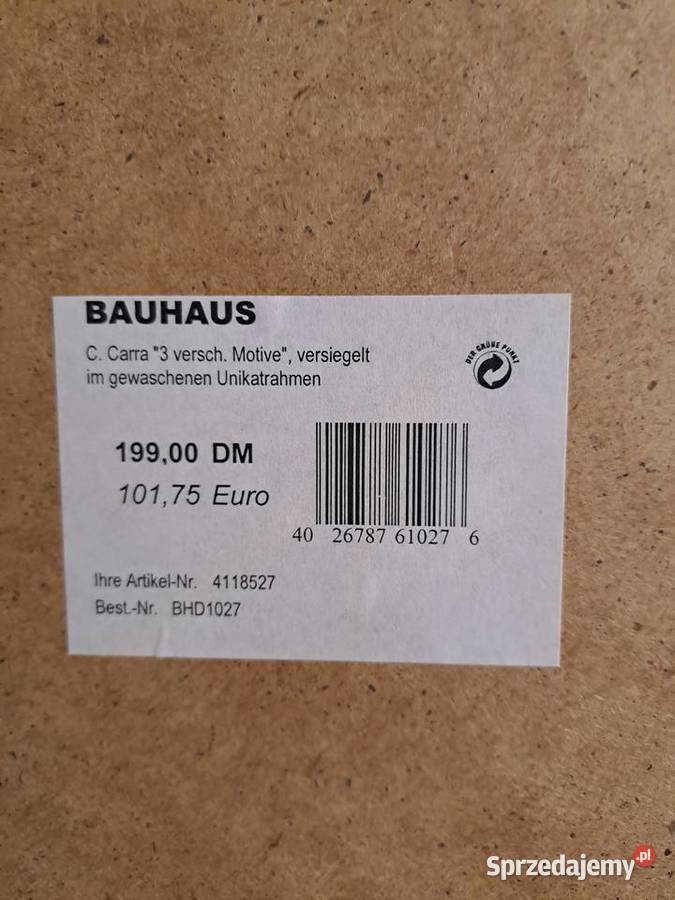 BAUHAUS
C. Carra "3 versch. Motive", versiegelt
im gewaschenen Unikatrahmen
DER GRÜNE PUNKT
199,00 DM
101,75 Euro
40 26787 61027 6
Ihre Artikel-Nr. 4118527
Best.-Nr. BHD1027
Sprzedajemy.pl